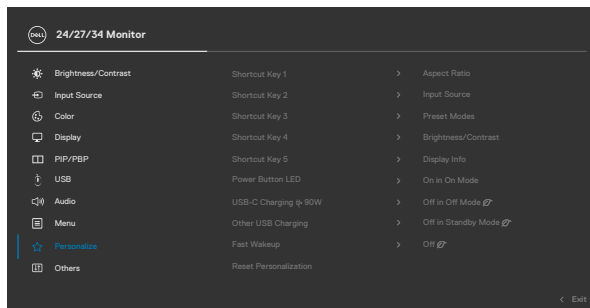 DELL 24/27/34 Monitor
Brightness/Contrast Shortcut Key 1 > Aspect Ratio
Input Source Shortcut Key 2 > Input Source
Color Shortcut Key 3 > Preset Modes
Display Shortcut Key 4 > Brightness/Contrast
PIP/PBP Shortcut Key 5 > Display Info
USB Power Button LED > On in On Mode
Audio USB-C Charging 90W > Off in Off Mode
Menu Other USB Charging > Off in Standby Mode
Personalize Fast Wakeup > Off
Others Reset Personalization
< Exit